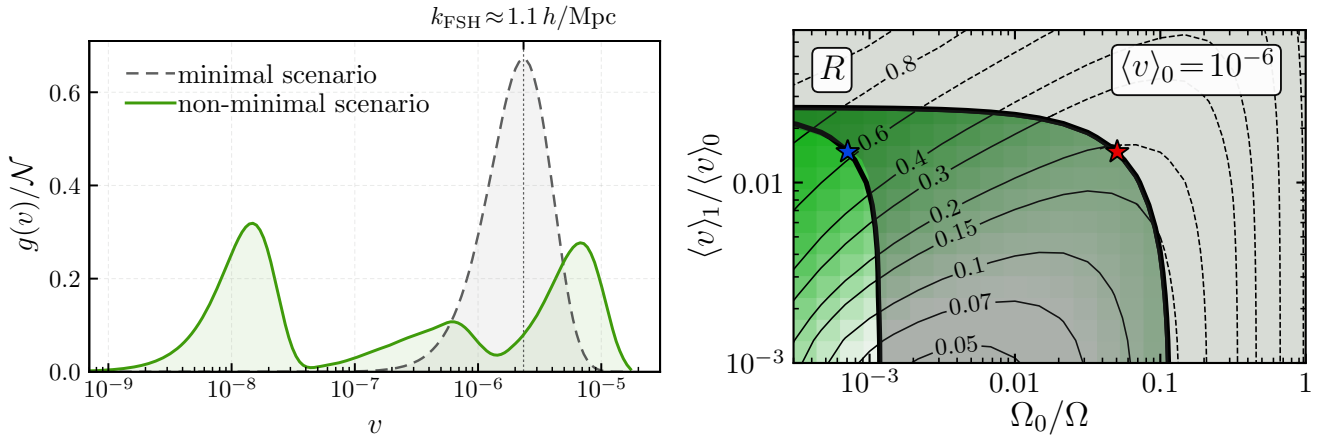 k_FSH ≈ 1.1 h/Mpc
minimal scenario
non-minimal scenario
g(v)/𝒩
0.6
0.4
0.2
0.0
10^−9
10^−8
10^−7
10^−6
10^−5
v
R
⟨v⟩_0 = 10^−6
0.8
0.6
0.4
0.3
0.2
0.15
0.1
0.07
0.05
⟨v⟩_1/⟨v⟩_0
0.01
10^−3
10^−3
0.01
0.1
1
Ω_0/Ω